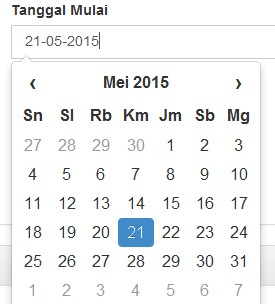 Tanggal Mulai
21-05-2015
‹ Mei 2015 ›
Sn Sl Rb Km Jm Sb Mg
27 28 29 30 1 2 3
4 5 6 7 8 9 10
11 12 13 14 15 16 17
18 19 20 21 22 23 24
25 26 27 28 29 30 31
1 2 3 4 5 6 7